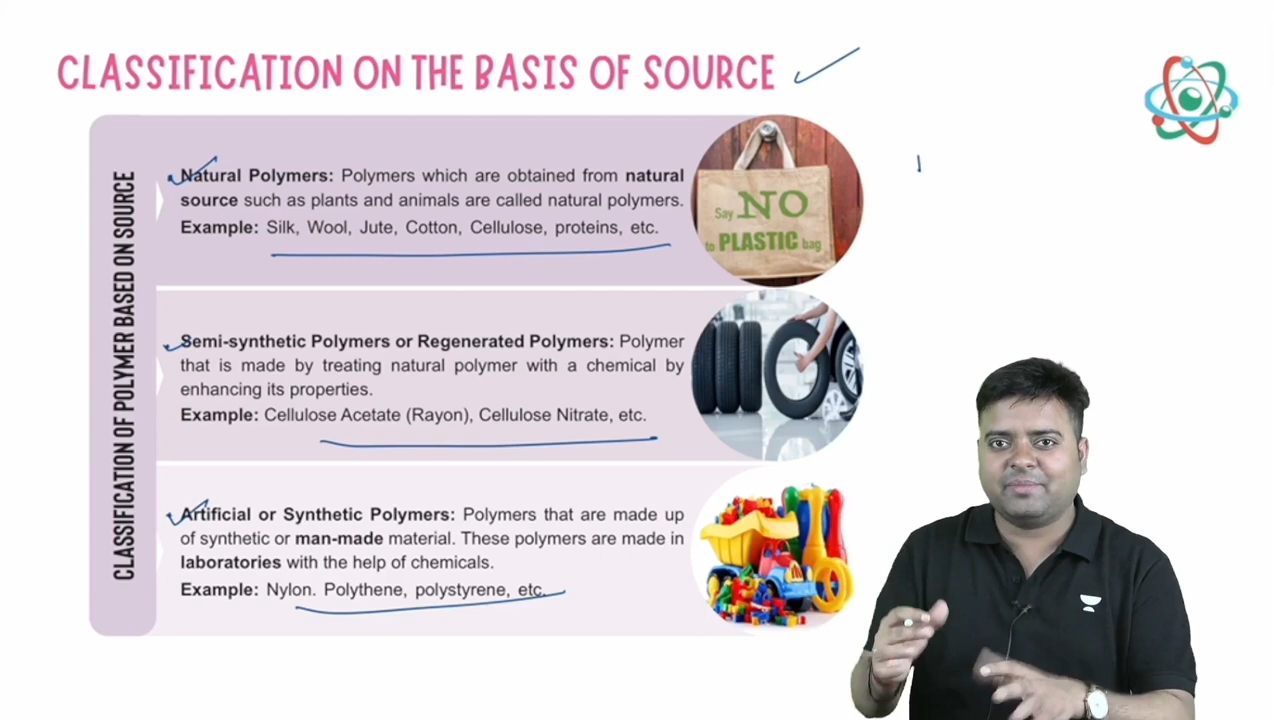 CLASSIFICATION ON THE BASIS OF SOURCE
CLASSIFICATION OF POLYMER BASED ON SOURCE
Natural Polymers: Polymers which are obtained from natural
source such as plants and animals are called natural polymers.
Example: Silk, Wool, Jute, Cotton, Cellulose, proteins, etc.
Say NO
to PLASTIC bag
Semi-synthetic Polymers or Regenerated Polymers: Polymer
that is made by treating natural polymer with a chemical by
enhancing its properties.
Example: Cellulose Acetate (Rayon), Cellulose Nitrate, etc.
Artificial or Synthetic Polymers: Polymers that are made up
of synthetic or man-made material. These polymers are made in
laboratories with the help of chemicals.
Example: Nylon. Polythene, polystyrene, etc.